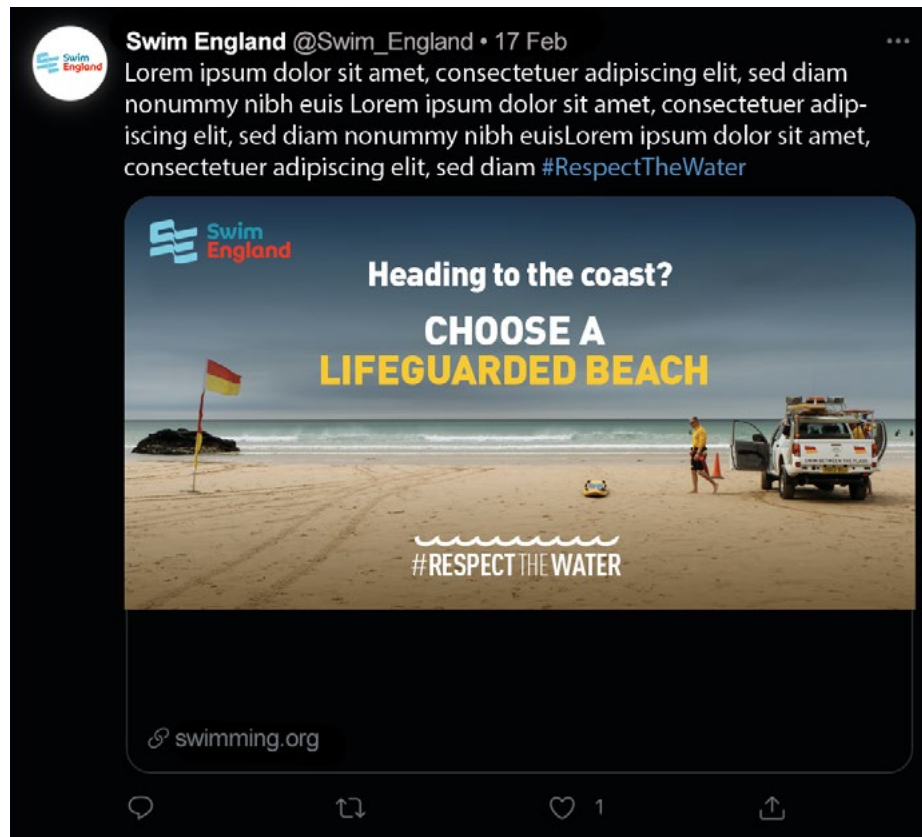 Swim England @Swim_England • 17 Feb
Swim
England
Lorem ipsum dolor sit amet, consectetuer adipiscing elit, sed diam
nonummy nibh euis Lorem ipsum dolor sit amet, consectetuer adip-
iscing elit, sed diam nonummy nibh euisLorem ipsum dolor sit amet,
consectetuer adipiscing elit, sed diam #RespectTheWater
Swim
England
Heading to the coast?
CHOOSE A
LIFEGUARDED BEACH
#RESPECTTHEWATER
swimming.org
1